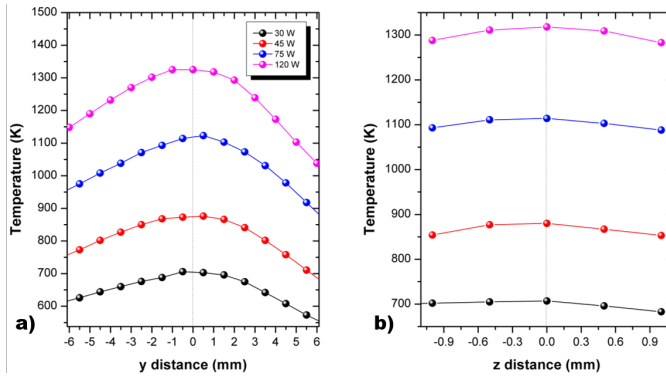 1500
1400
1300
1200
1100
1000
900
800
700
600
Temperature (K)
30 W
45 W
75 W
120 W
a)
-6 -5 -4 -3 -2 -1 0 1 2 3 4 5 6
y distance (mm)
1300
1200
1100
1000
900
800
700
Temperature (K)
b)
-0.9 -0.6 -0.3 0.0 0.3 0.6 0.9
z distance (mm)